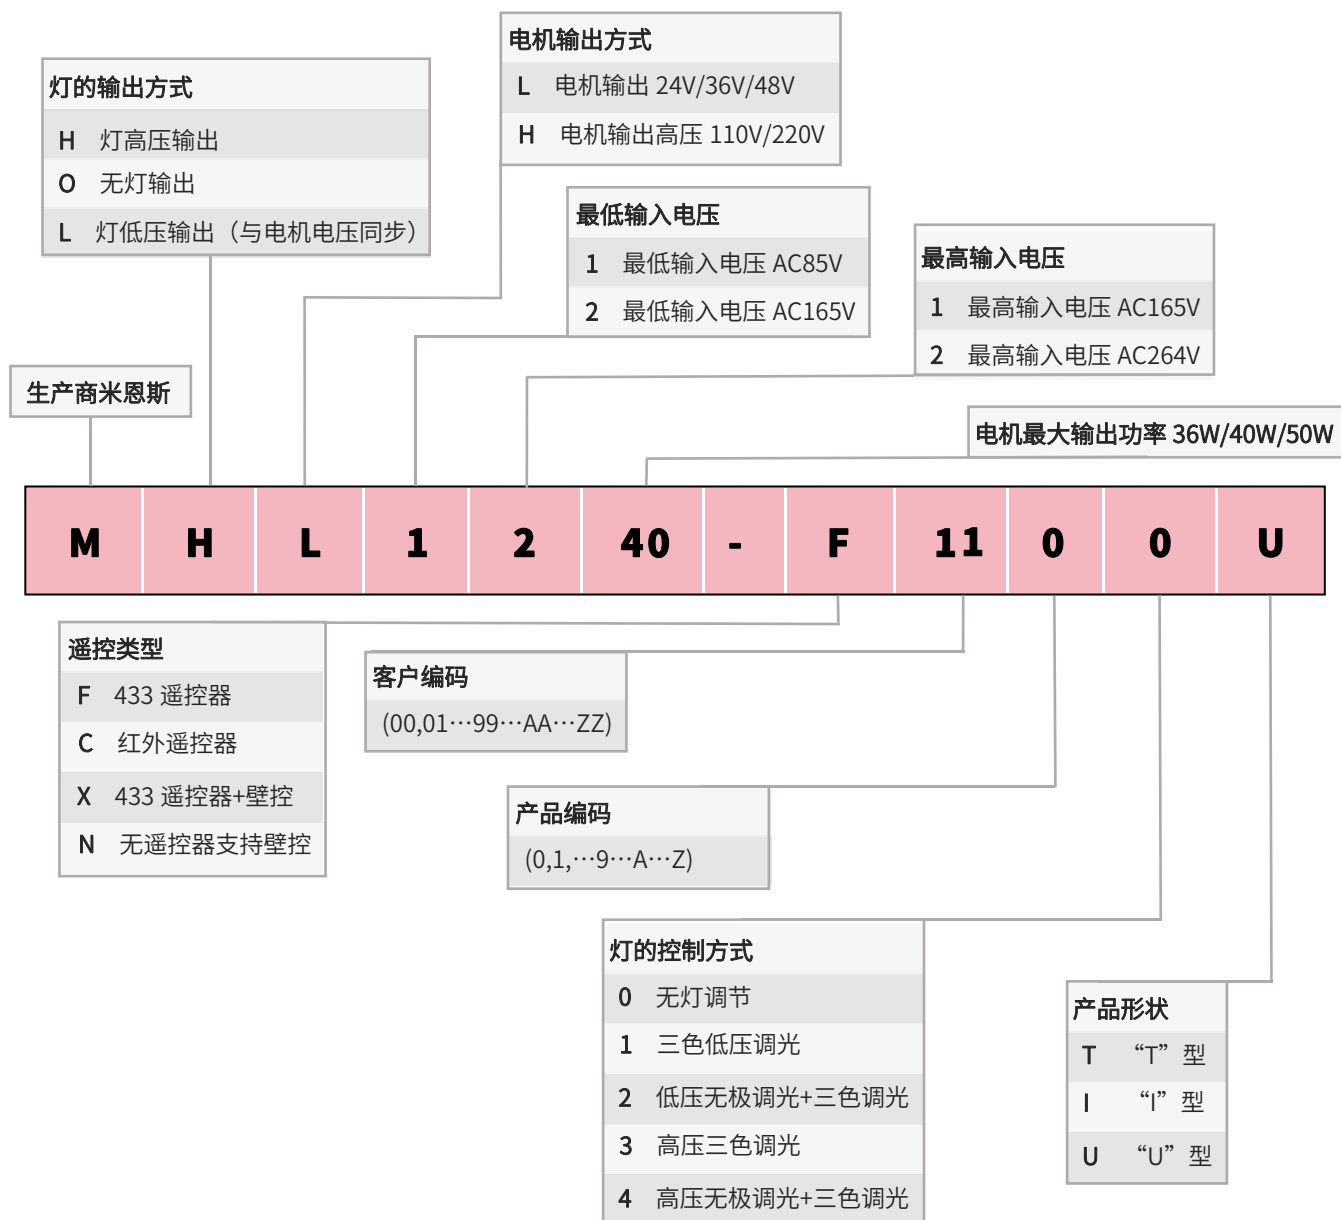 电机输出方式
L 电机输出 24V/36V/48V
H 电机输出高压 110V/220V
灯的输出方式
H 灯高压输出
O 无灯输出
L 灯低压输出（与电机电压同步）
最低输入电压
1 最低输入电压 AC85V
2 最低输入电压 AC165V
最高输入电压
1 最高输入电压 AC165V
2 最高输入电压 AC264V
生产商米恩斯
电机最大输出功率 36W/40W/50W
M H L 1 2 40 - F 11 0 0 U
遥控类型
F 433 遥控器
C 红外遥控器
X 433 遥控器+壁控
N 无遥控器支持壁控
客户编码
(00,01…99…AA…ZZ)
产品编码
(0,1,…9…A…Z)
灯的控制方式
0 无灯调节
1 三色低压调光
2 低压无极调光+三色调光
3 高压三色调光
4 高压无极调光+三色调光
产品形状
T “T”型
I “I”型
U “U”型